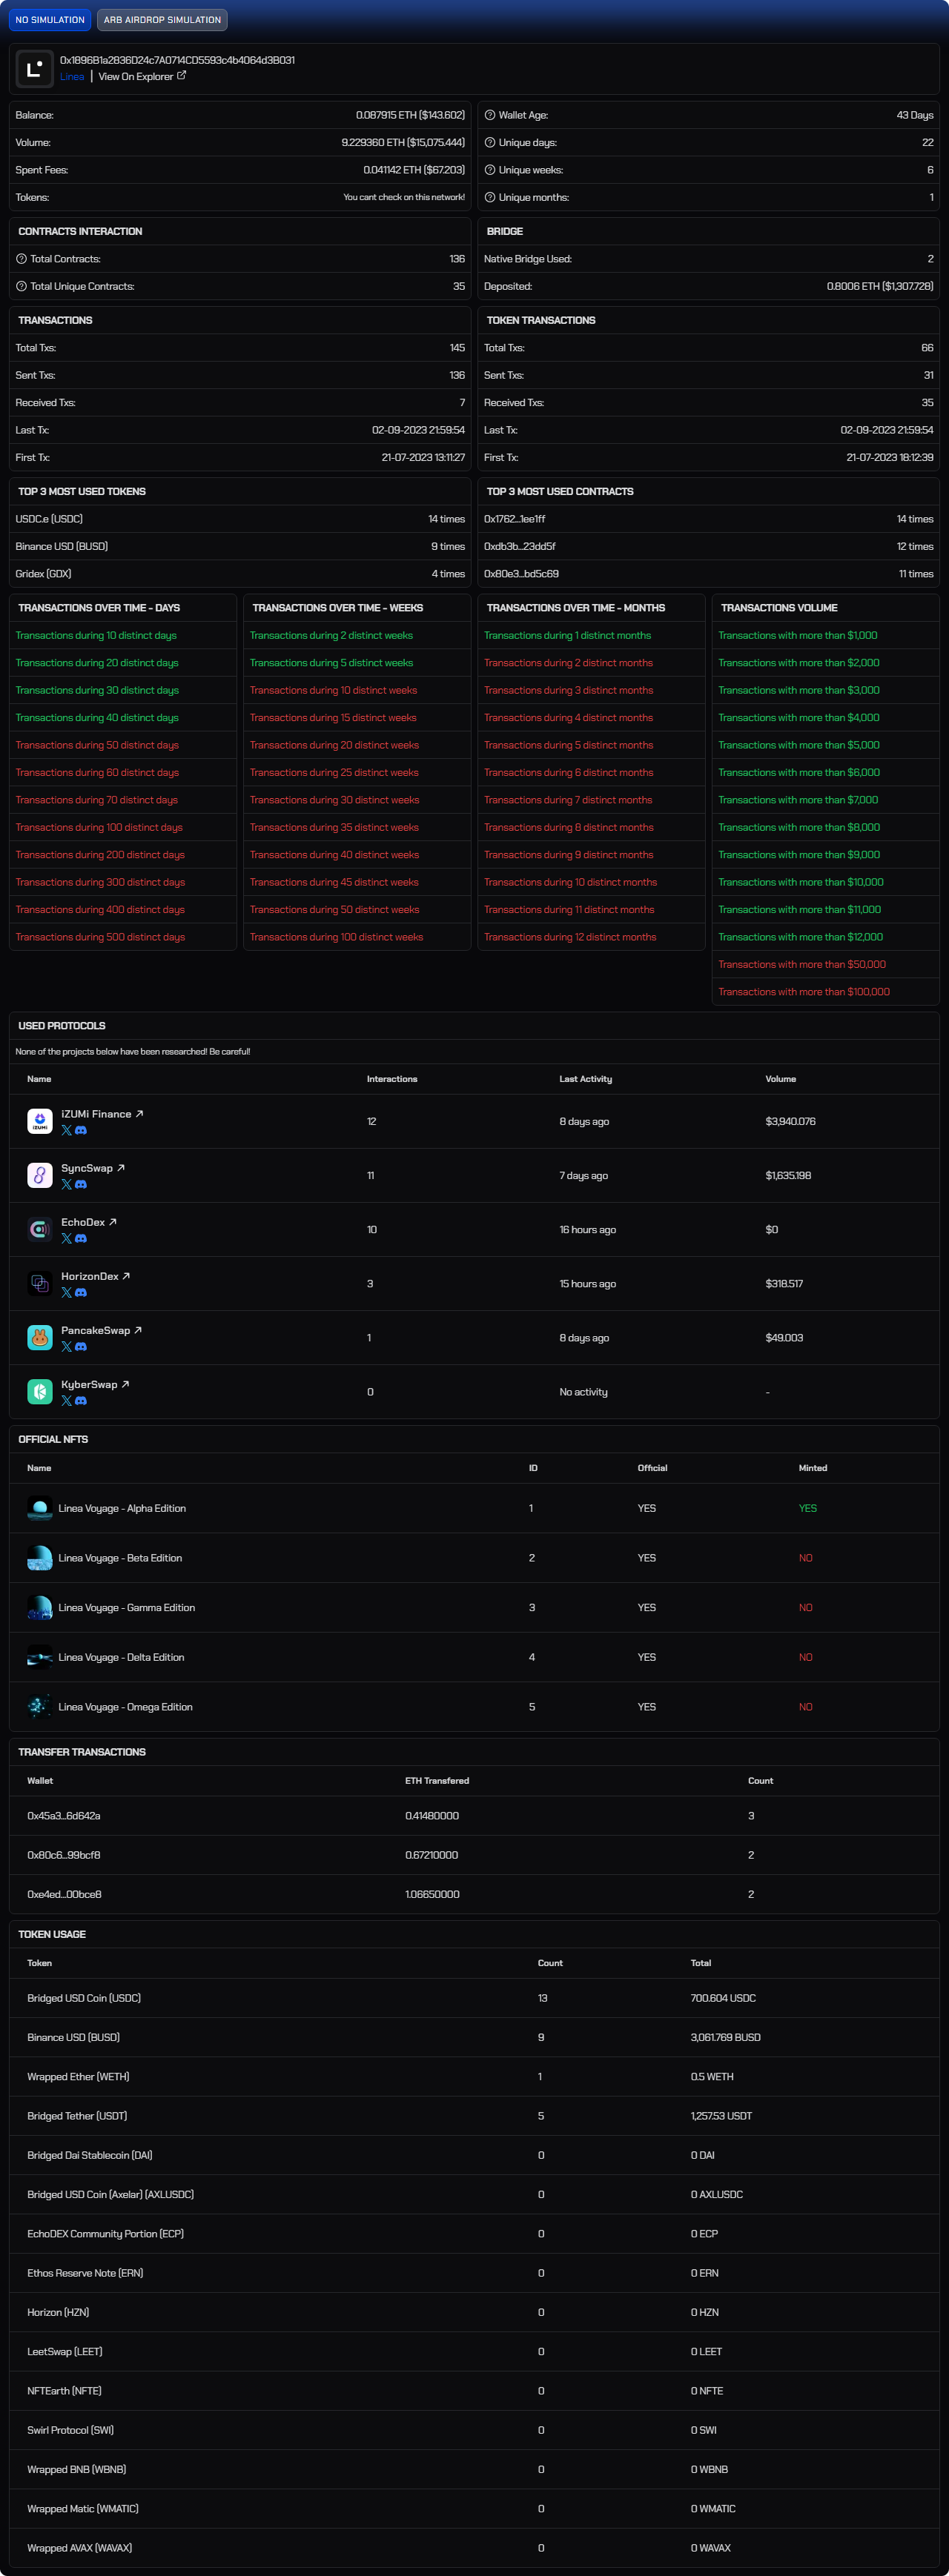 NO SIMULATION
ARB AIRDROP SIMULATION
0x1896B1a2836D24c7A0714CD5593c4b4064d3B031
Linea | View On Explorer
Balance: 0.087915 ETH ($143.602)
Volume: 9.229360 ETH ($15,075.444)
Spent Fees: 0.041142 ETH ($67.203)
Tokens: You cant check on this network!
Wallet Age: 43 Days
Unique days: 22
Unique weeks: 6
Unique months: 1
CONTRACTS INTERACTION
Total Contracts: 136
Total Unique Contracts: 35
BRIDGE
Native Bridge Used: 2
Deposited: 0.8006 ETH ($1,307.728)
TRANSACTIONS
Total Txs: 145
Sent Txs: 136
Received Txs: 7
Last Tx: 02-09-2023 21:59:54
First Tx: 21-07-2023 13:11:27
TOKEN TRANSACTIONS
Total Txs: 66
Sent Txs: 31
Received Txs: 35
Last Tx: 02-09-2023 21:59:54
First Tx: 21-07-2023 18:12:39
TOP 3 MOST USED TOKENS
USDC.e (USDC) 14 times
Binance USD (BUSD) 9 times
Gridex (GDX) 4 times
TOP 3 MOST USED CONTRACTS
0x1762...1ee1ff 14 times
0xdb3b...23dd5f 12 times
0x80e3...bd5c69 11 times
TRANSACTIONS OVER TIME - DAYS
Transactions during 10 distinct days
Transactions during 20 distinct days
Transactions during 30 distinct days
Transactions during 40 distinct days
Transactions during 50 distinct days
Transactions during 60 distinct days
Transactions during 70 distinct days
Transactions during 100 distinct days
Transactions during 200 distinct days
Transactions during 300 distinct days
Transactions during 400 distinct days
Transactions during 500 distinct days
TRANSACTIONS OVER TIME - WEEKS
Transactions during 2 distinct weeks
Transactions during 5 distinct weeks
Transactions during 10 distinct weeks
Transactions during 15 distinct weeks
Transactions during 20 distinct weeks
Transactions during 25 distinct weeks
Transactions during 30 distinct weeks
Transactions during 35 distinct weeks
Transactions during 40 distinct weeks
Transactions during 45 distinct weeks
Transactions during 50 distinct weeks
Transactions during 100 distinct weeks
TRANSACTIONS OVER TIME - MONTHS
Transactions during 1 distinct months
Transactions during 2 distinct months
Transactions during 3 distinct months
Transactions during 4 distinct months
Transactions during 5 distinct months
Transactions during 6 distinct months
Transactions during 7 distinct months
Transactions during 8 distinct months
Transactions during 9 distinct months
Transactions during 10 distinct months
Transactions during 11 distinct months
Transactions during 12 distinct months
TRANSACTIONS VOLUME
Transactions with more than $1,000
Transactions with more than $2,000
Transactions with more than $3,000
Transactions with more than $4,000
Transactions with more than $5,000
Transactions with more than $6,000
Transactions with more than $7,000
Transactions with more than $8,000
Transactions with more than $9,000
Transactions with more than $10,000
Transactions with more than $11,000
Transactions with more than $12,000
Transactions with more than $50,000
Transactions with more than $100,000
USED PROTOCOLS
None of the projects below have been researched! Be careful!
Name Interactions Last Activity Volume
iZUMi Finance 12 8 days ago $3,940.076
SyncSwap 11 7 days ago $1,635.198
EchoDex 10 16 hours ago $0
HorizonDex 3 15 hours ago $318.517
PancakeSwap 1 8 days ago $49.003
KyberSwap 0 No activity -
OFFICIAL NFTS
Name ID Official Minted
Linea Voyage - Alpha Edition 1 YES YES
Linea Voyage - Beta Edition 2 YES NO
Linea Voyage - Gamma Edition 3 YES NO
Linea Voyage - Delta Edition 4 YES NO
Linea Voyage - Omega Edition 5 YES NO
TRANSFER TRANSACTIONS
Wallet ETH Transfered Count
0x45a3...6d642a 0.41480000 3
0x80c6...99bcf8 0.67210000 2
0xe4ed...00bce8 1.06650000 2
TOKEN USAGE
Token Count Total
Bridged USD Coin (USDC) 13 700.604 USDC
Binance USD (BUSD) 9 3,061.769 BUSD
Wrapped Ether (WETH) 1 0.5 WETH
Bridged Tether (USDT) 5 1,257.53 USDT
Bridged Dai Stablecoin (DAI) 0 0 DAI
Bridged USD Coin (Axelar) (AXLUSDC) 0 0 AXLUSDC
EchoDEX Community Portion (ECP) 0 0 ECP
Ethos Reserve Note (ERN) 0 0 ERN
Horizon (HZN) 0 0 HZN
LeetSwap (LEET) 0 0 LEET
NFTEarth (NFTE) 0 0 NFTE
Swirl Protocol (SWI) 0 0 SWI
Wrapped BNB (WBNB) 0 0 WBNB
Wrapped Matic (WMATIC) 0 0 WMATIC
Wrapped AVAX (WAVAX) 0 0 WAVAX